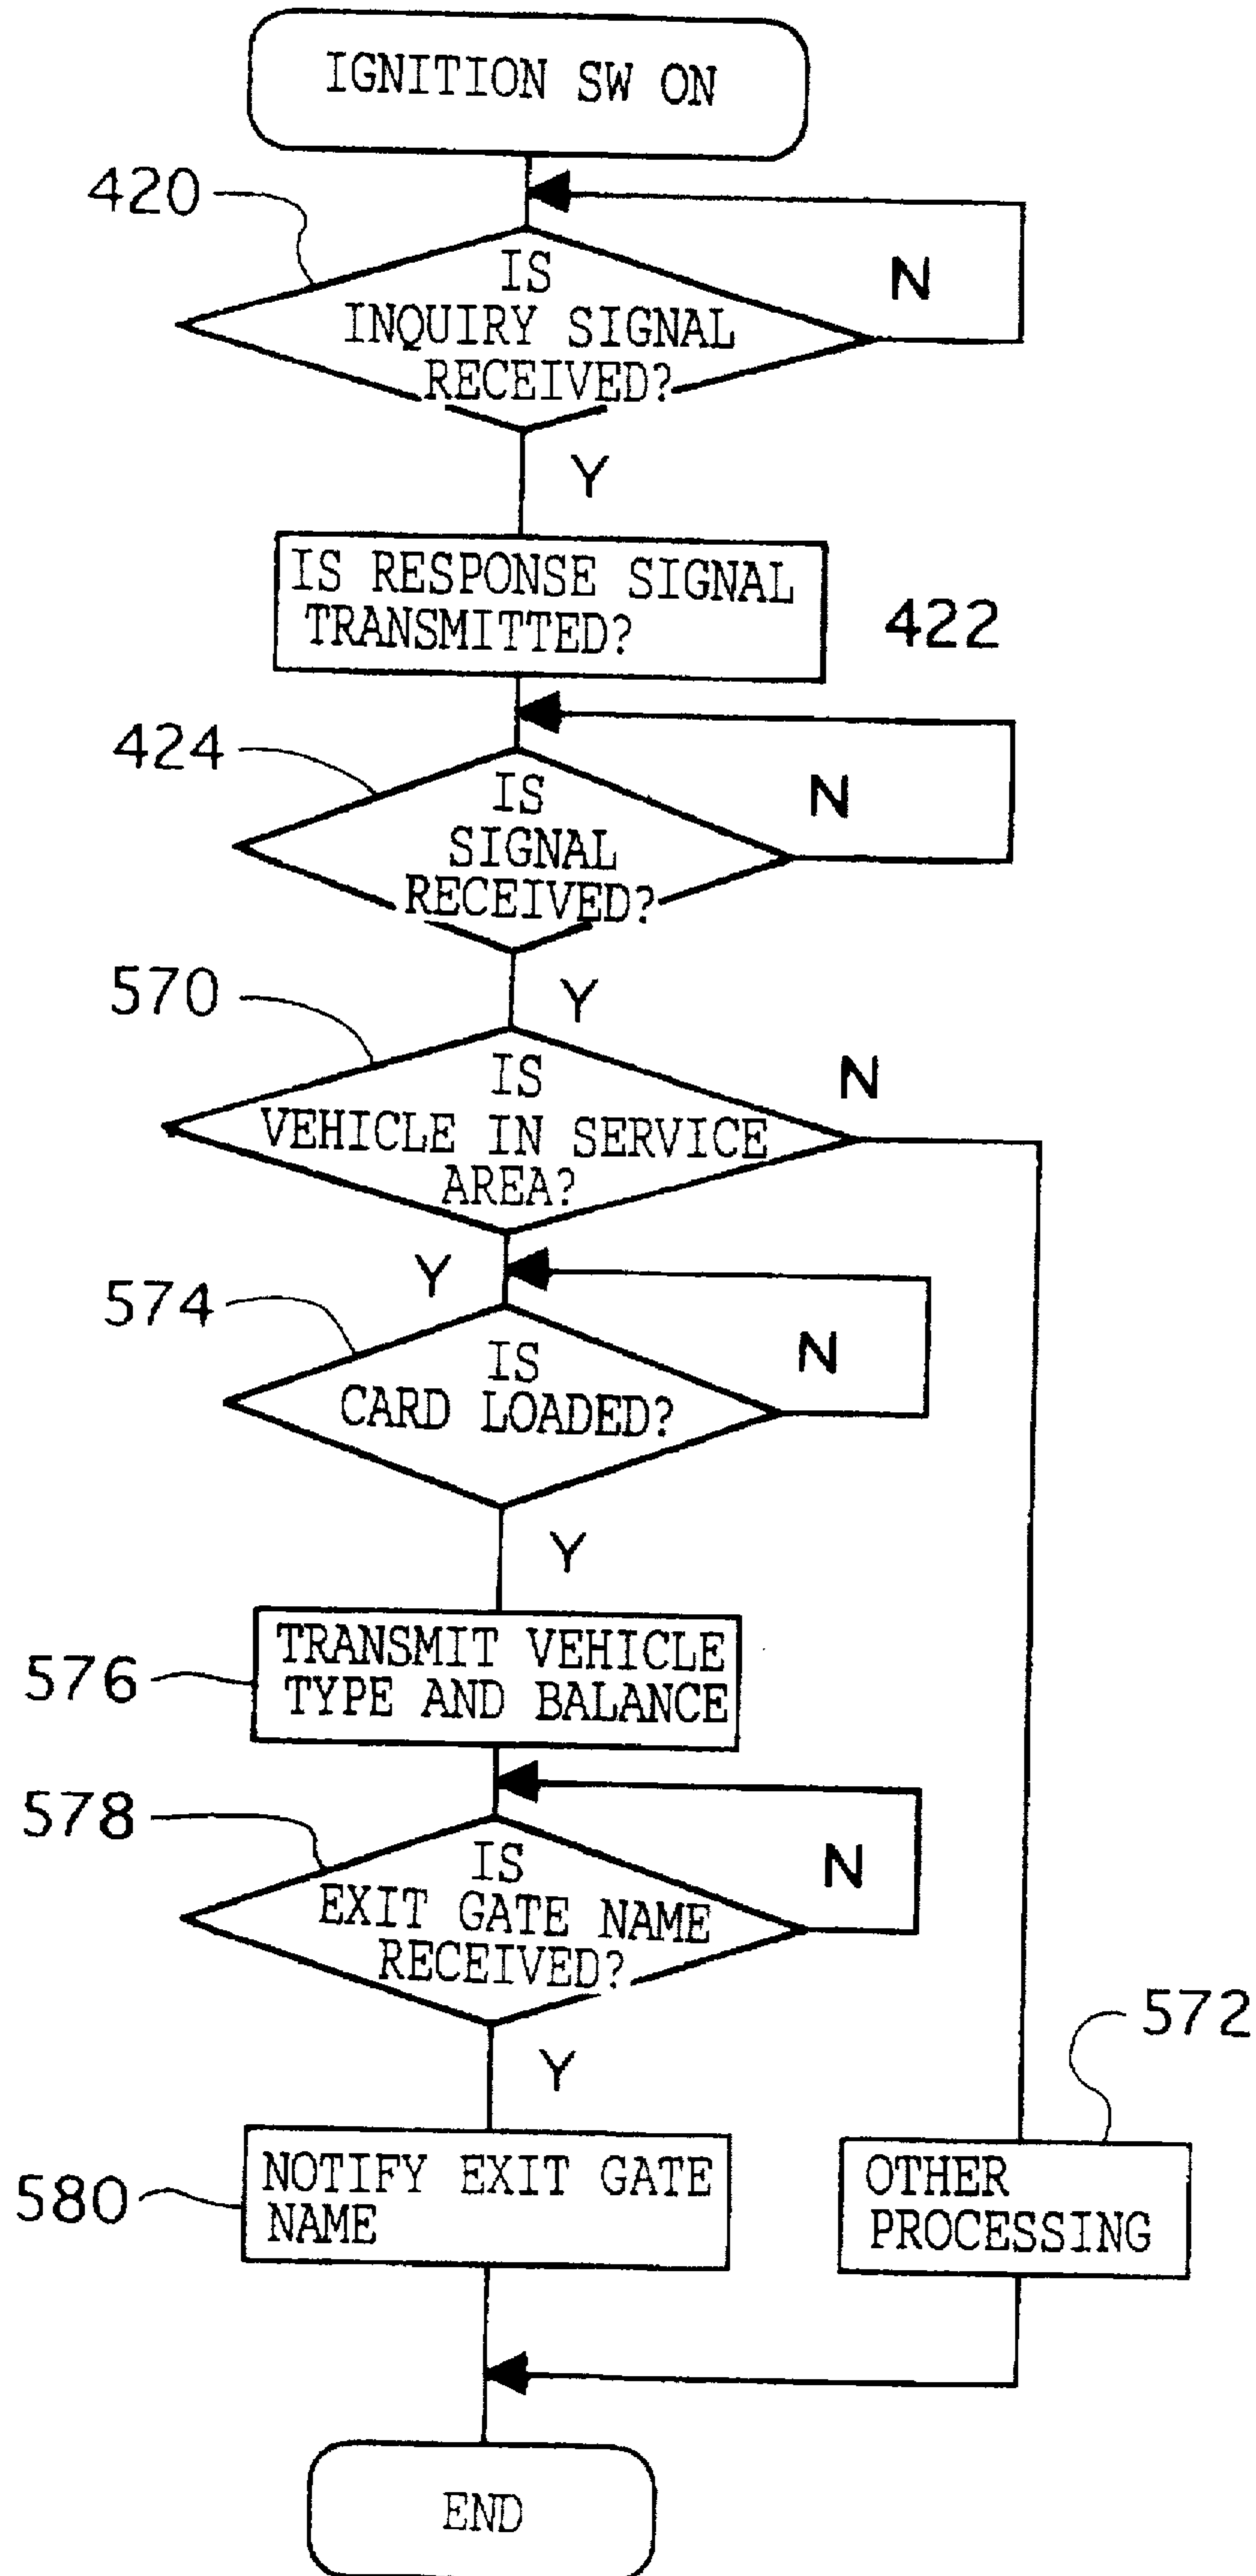 IGNITION SW ON
420
IS
INQUIRY SIGNAL
RECEIVED?
N
Y
IS RESPONSE SIGNAL
TRANSMITTED?
422
424
IS
SIGNAL
RECEIVED?
N
Y
570
IS
VEHICLE IN SERVICE
AREA?
N
Y
574
IS
CARD LOADED?
N
Y
576
TRANSMIT VEHICLE
TYPE AND BALANCE
578
IS
EXIT GATE NAME
RECEIVED?
N
Y
572
580
NOTIFY EXIT GATE
NAME
OTHER
PROCESSING
END